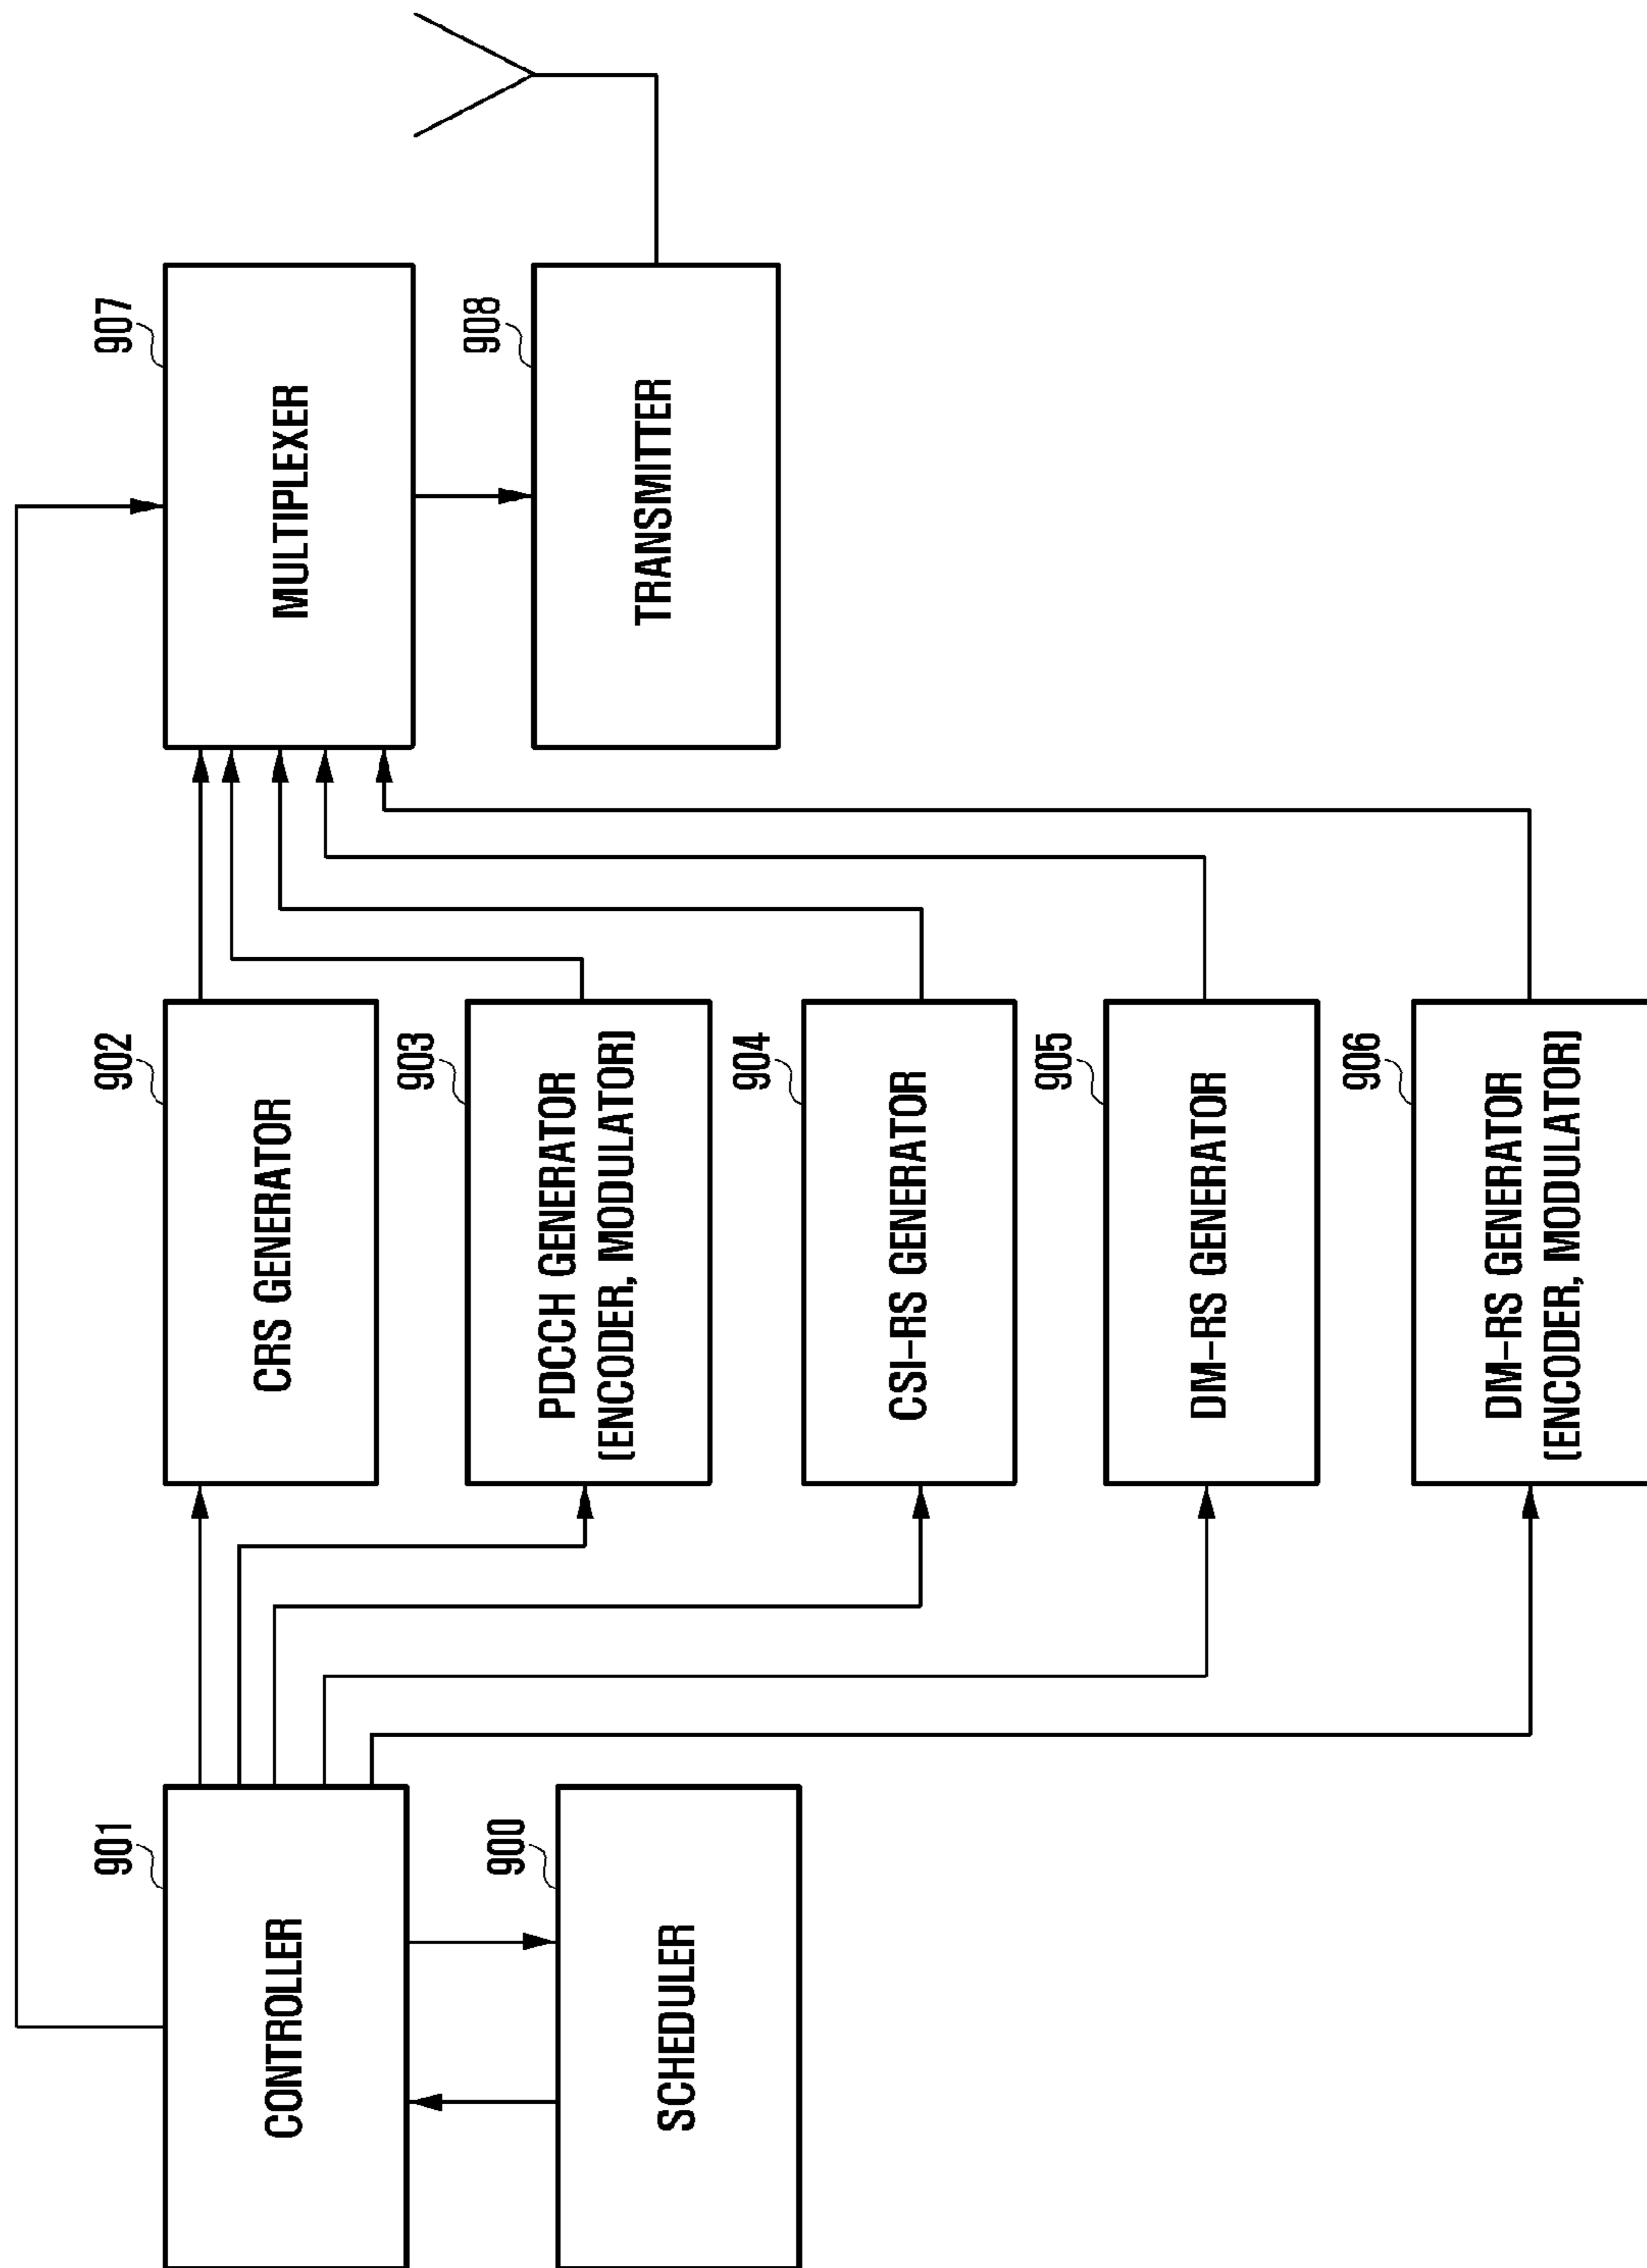 901
CONTROLLER
900
SCHEDULER
902
CRS GENERATOR
903
PDCCH GENERATOR
(ENCODER, MODULATOR)
904
CSI-RS GENERATOR
905
DM-RS GENERATOR
906
DM-RS GENERATOR
(ENCODER, MODULATOR)
907
MULTIPLEXER
908
TRANSMITTER